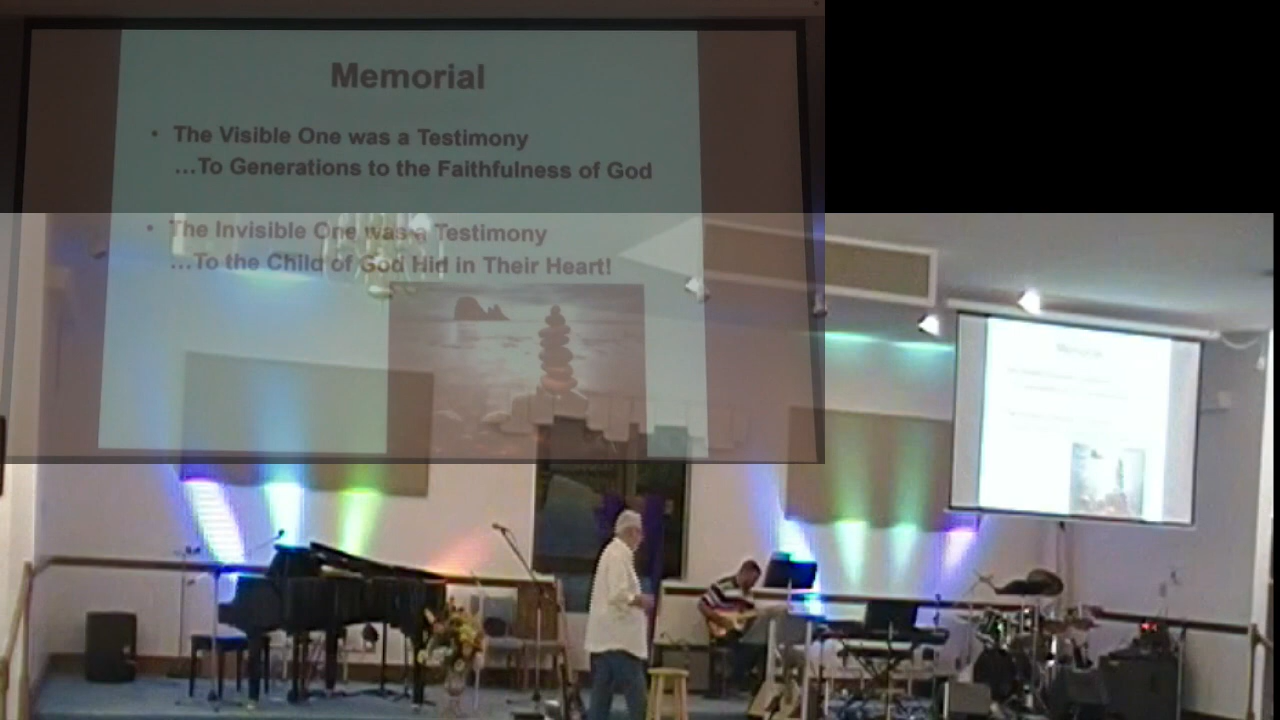 Memorial
• The Visible One was a Testimony
...To Generations to the Faithfulness of God
• The Invisible One was a Testimony
...To the Child of God Hid in Their Heart!